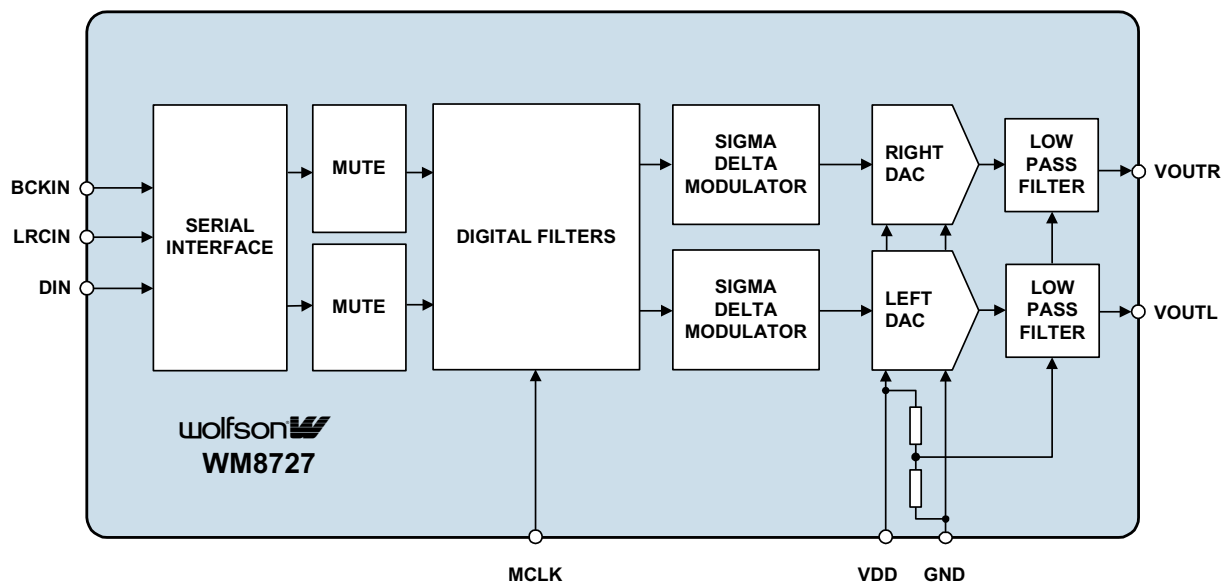 BCKIN
LRCIN
DIN
SERIAL
INTERFACE
MUTE
MUTE
DIGITAL FILTERS
SIGMA
DELTA
MODULATOR
SIGMA
DELTA
MODULATOR
RIGHT
DAC
LEFT
DAC
LOW
PASS
FILTER
LOW
PASS
FILTER
VOUTR
VOUTL
wolfson
WM8727
MCLK
VDD
GND